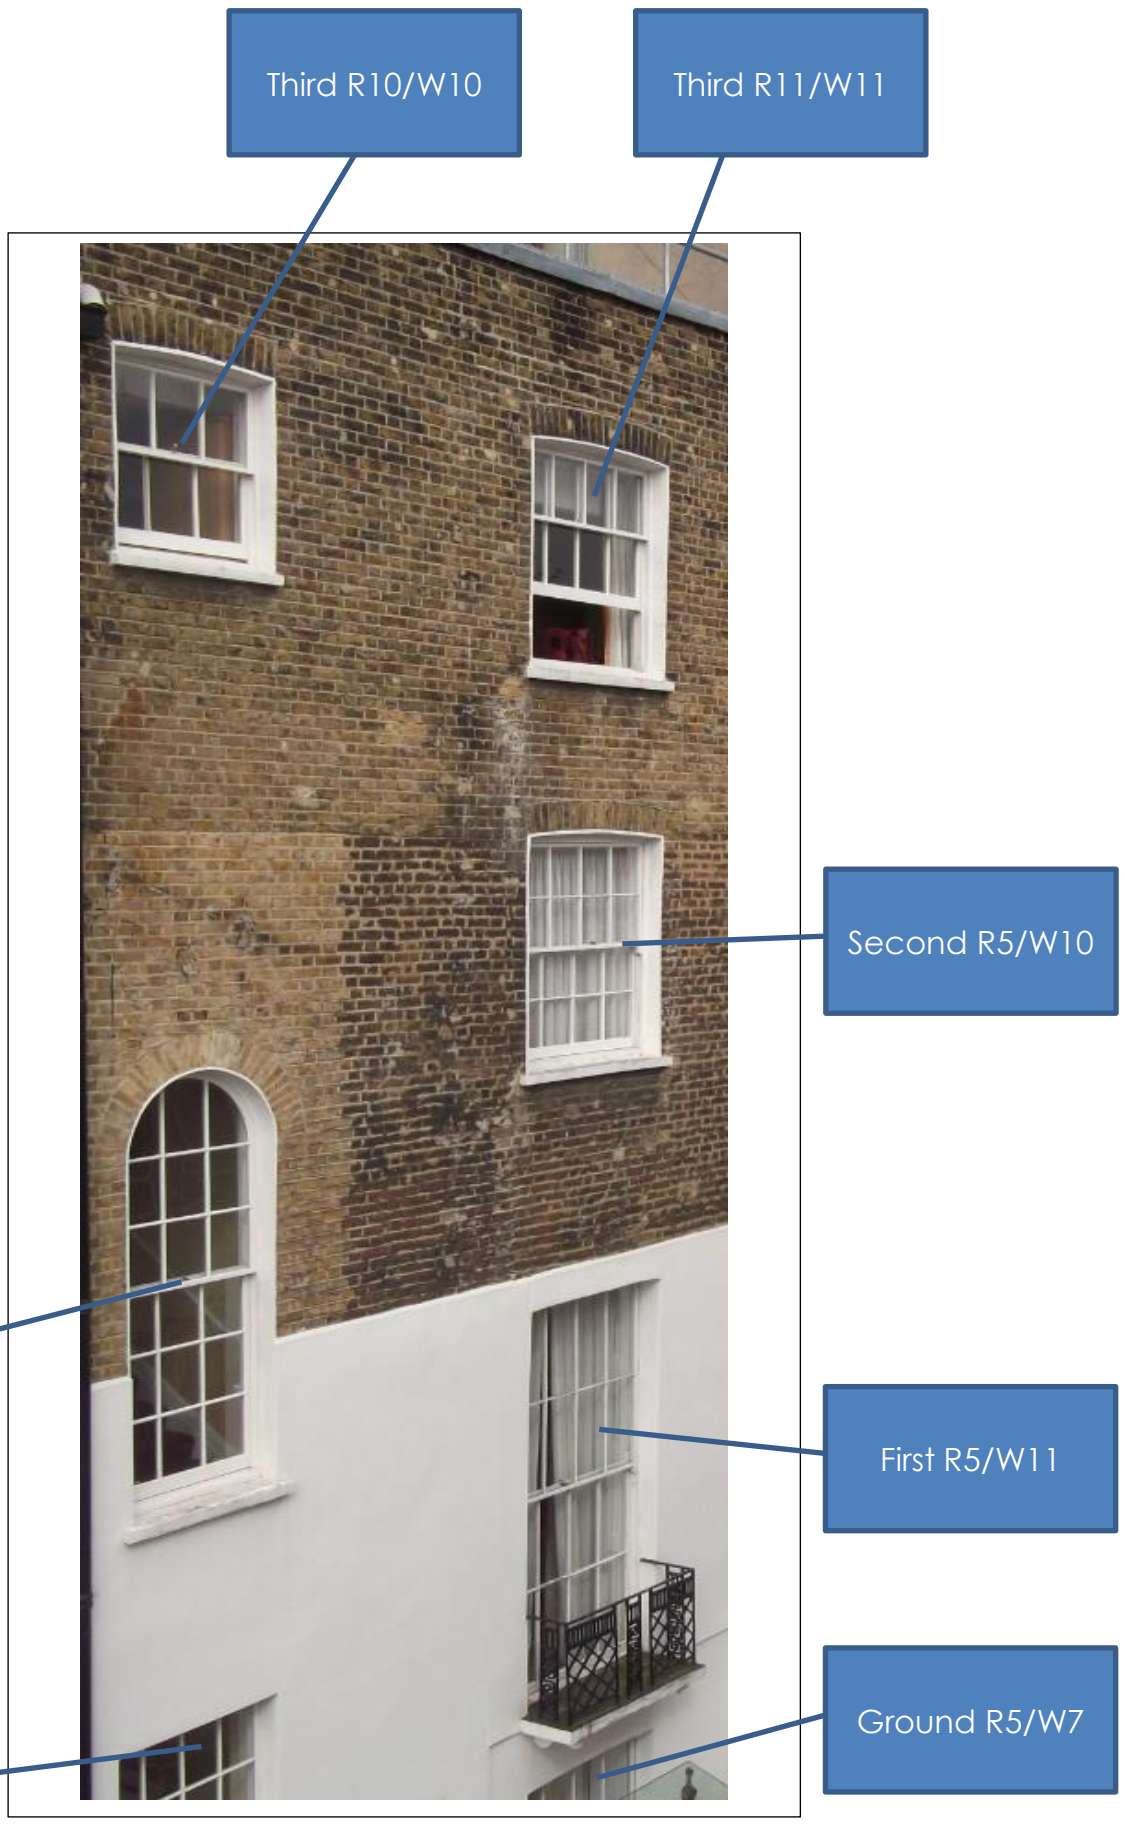 Third R10/W10
Third R11/W11
Second R5/W10
First R5/W11
Ground R5/W7